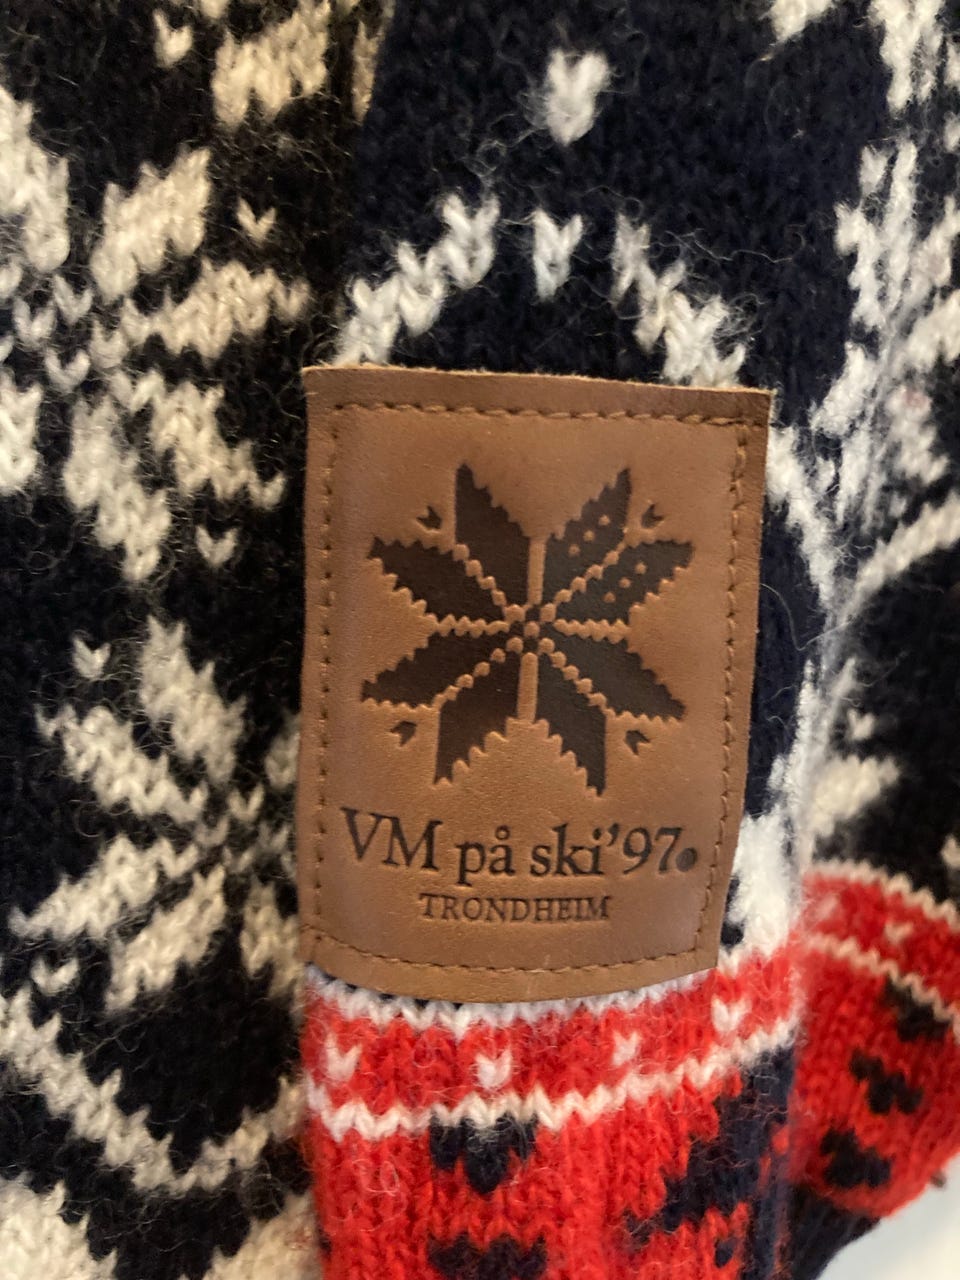 VM på ski’97.
TRONDHEIM